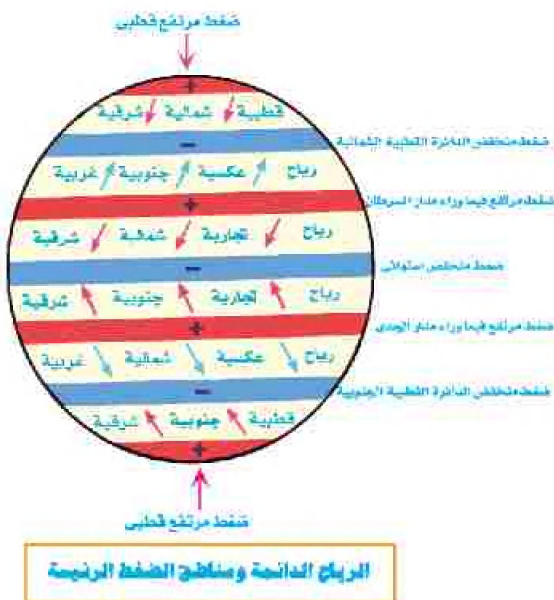 ضغط مرتفع قطبي
+
قطبية شمالية شرقية
-
ضغط منخفض الدائرة القطبية الشمالية
رياح عكسية جنوبية غربية
+
ضغط مرتفع فيما وراء مدار السرطان
رياح تجارية شمالية شرقية
-
ضغط منخفض استوائي
رياح تجارية جنوبية شرقية
+
ضغط مرتفع فيما وراء مدار الجدي
رياح عكسية شمالية غربية
-
ضغط منخفض الدائرة القطبية الجنوبية
قطبية جنوبية شرقية
+
ضغط مرتفع قطبي
الرياح الدائمة ومناطق الضغط الرئيسة